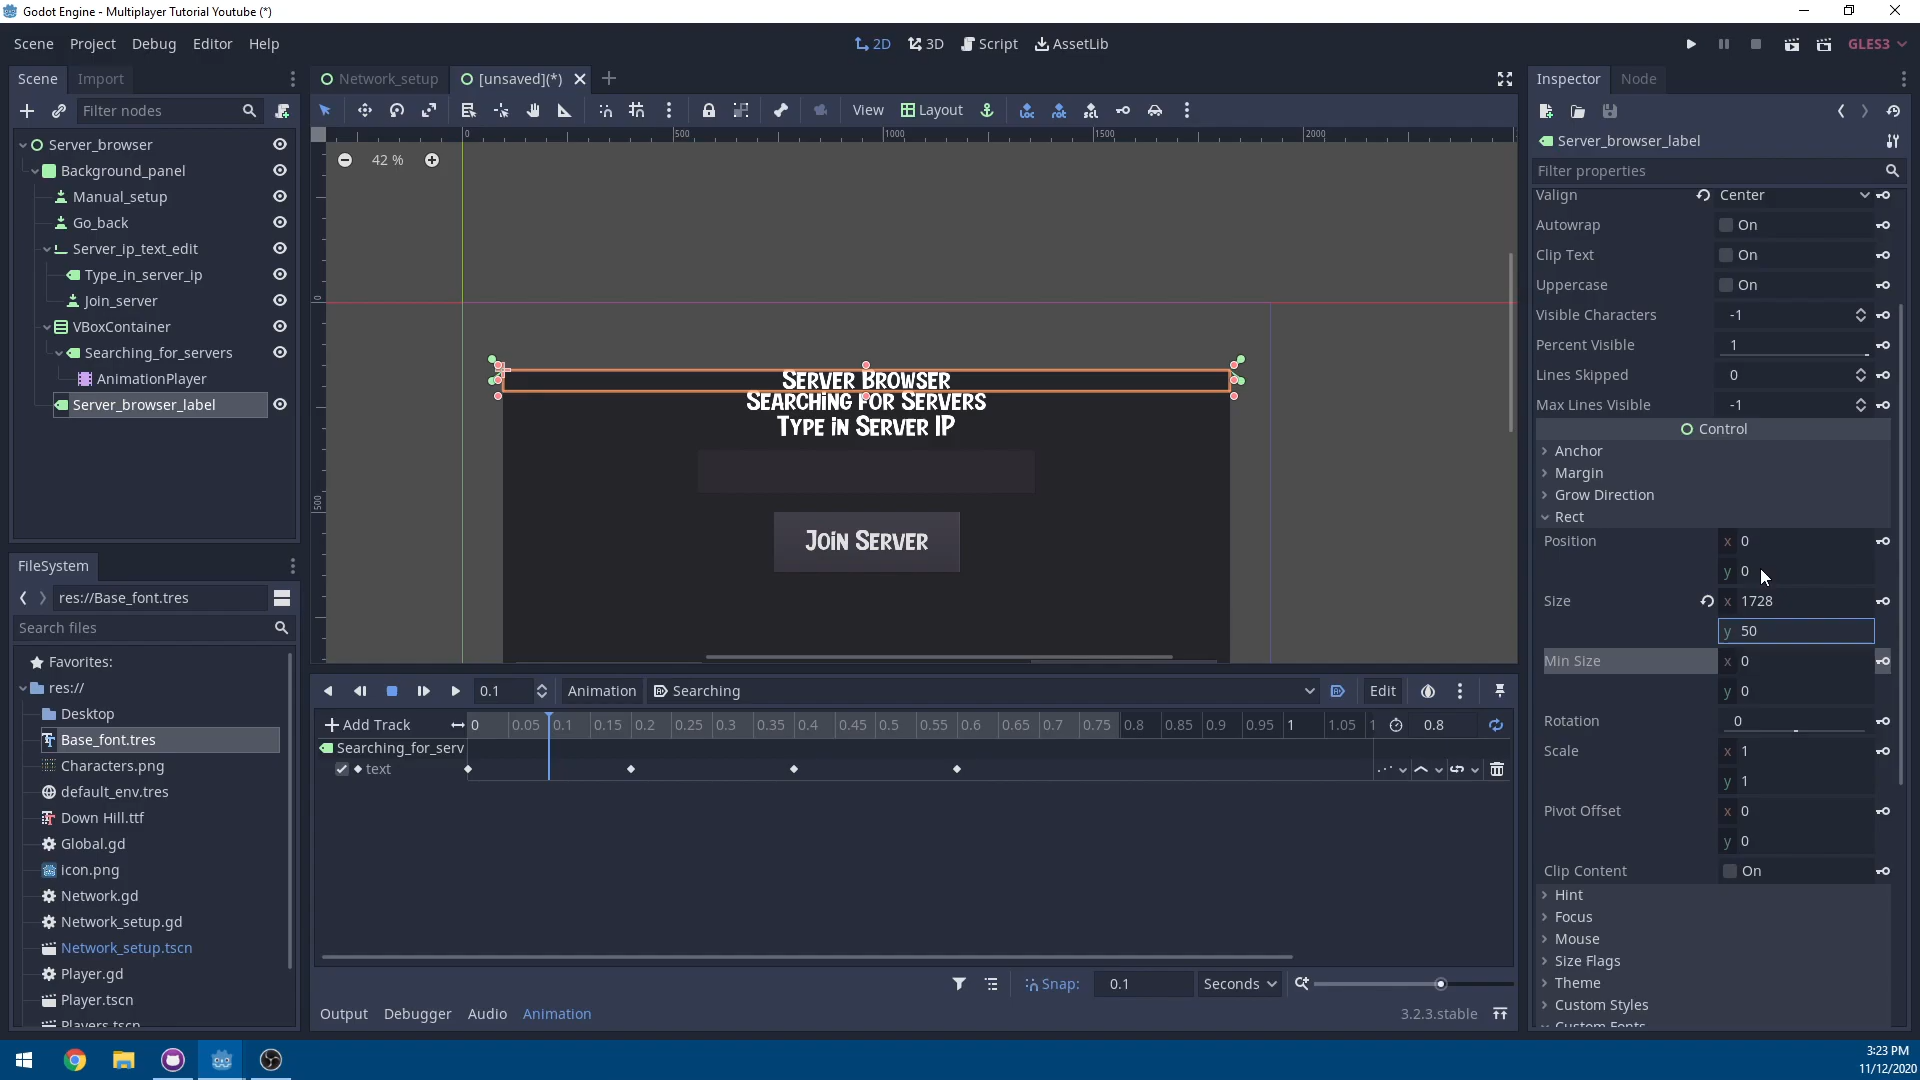 Godot Engine - Multiplayer Tutorial Youtube (*)
Scene Project Debug Editor Help
2D 3D Script AssetLib
GLES3
Scene Import
Filter nodes
Server_browser
Background_panel
Manual_setup
Go_back
Server_ip_text_edit
Type_in_server_ip
Join_server
VBoxContainer
Searching_for_servers
AnimationPlayer
Server_browser_label
FileSystem
res://Base_font.tres
Search files
Favorites:
res://
Desktop
Base_font.tres
Characters.png
default_env.tres
Down Hill.ttf
Global.gd
icon.png
Network.gd
Network_setup.gd
Network_setup.tscn
Player.gd
Player.tscn
Players.tscn
Network_setup [unsaved](*)
View Layout
0 500 1000 1500 2000
42 %
0
500
Server Browser
Searching for Servers
Type in Server IP
Join Server
0.1 Animation Searching Edit
Add Track 0 0.05 0.1 0.15 0.2 0.25 0.3 0.35 0.4 0.45 0.5 0.55 0.6 0.65 0.7 0.75 0.8 0.85 0.9 0.95 1 1.05 1 0.8
Searching_for_serv
text
Snap: 0.1 Seconds
Output Debugger Audio Animation 3.2.3.stable
Inspector Node
Server_browser_label
Filter properties
Valign Center
Autowrap On
Clip Text On
Uppercase On
Visible Characters -1
Percent Visible 1
Lines Skipped 0
Max Lines Visible -1
Control
Anchor
Margin
Grow Direction
Rect
Position x 0
y 0
Size x 1728
y 50
Min Size x 0
y 0
Rotation 0
Scale x 1
y 1
Pivot Offset x 0
y 0
Clip Content On
Hint
Focus
Mouse
Size Flags
Theme
Custom Styles
Custom Fonts
3:23 PM
11/12/2020